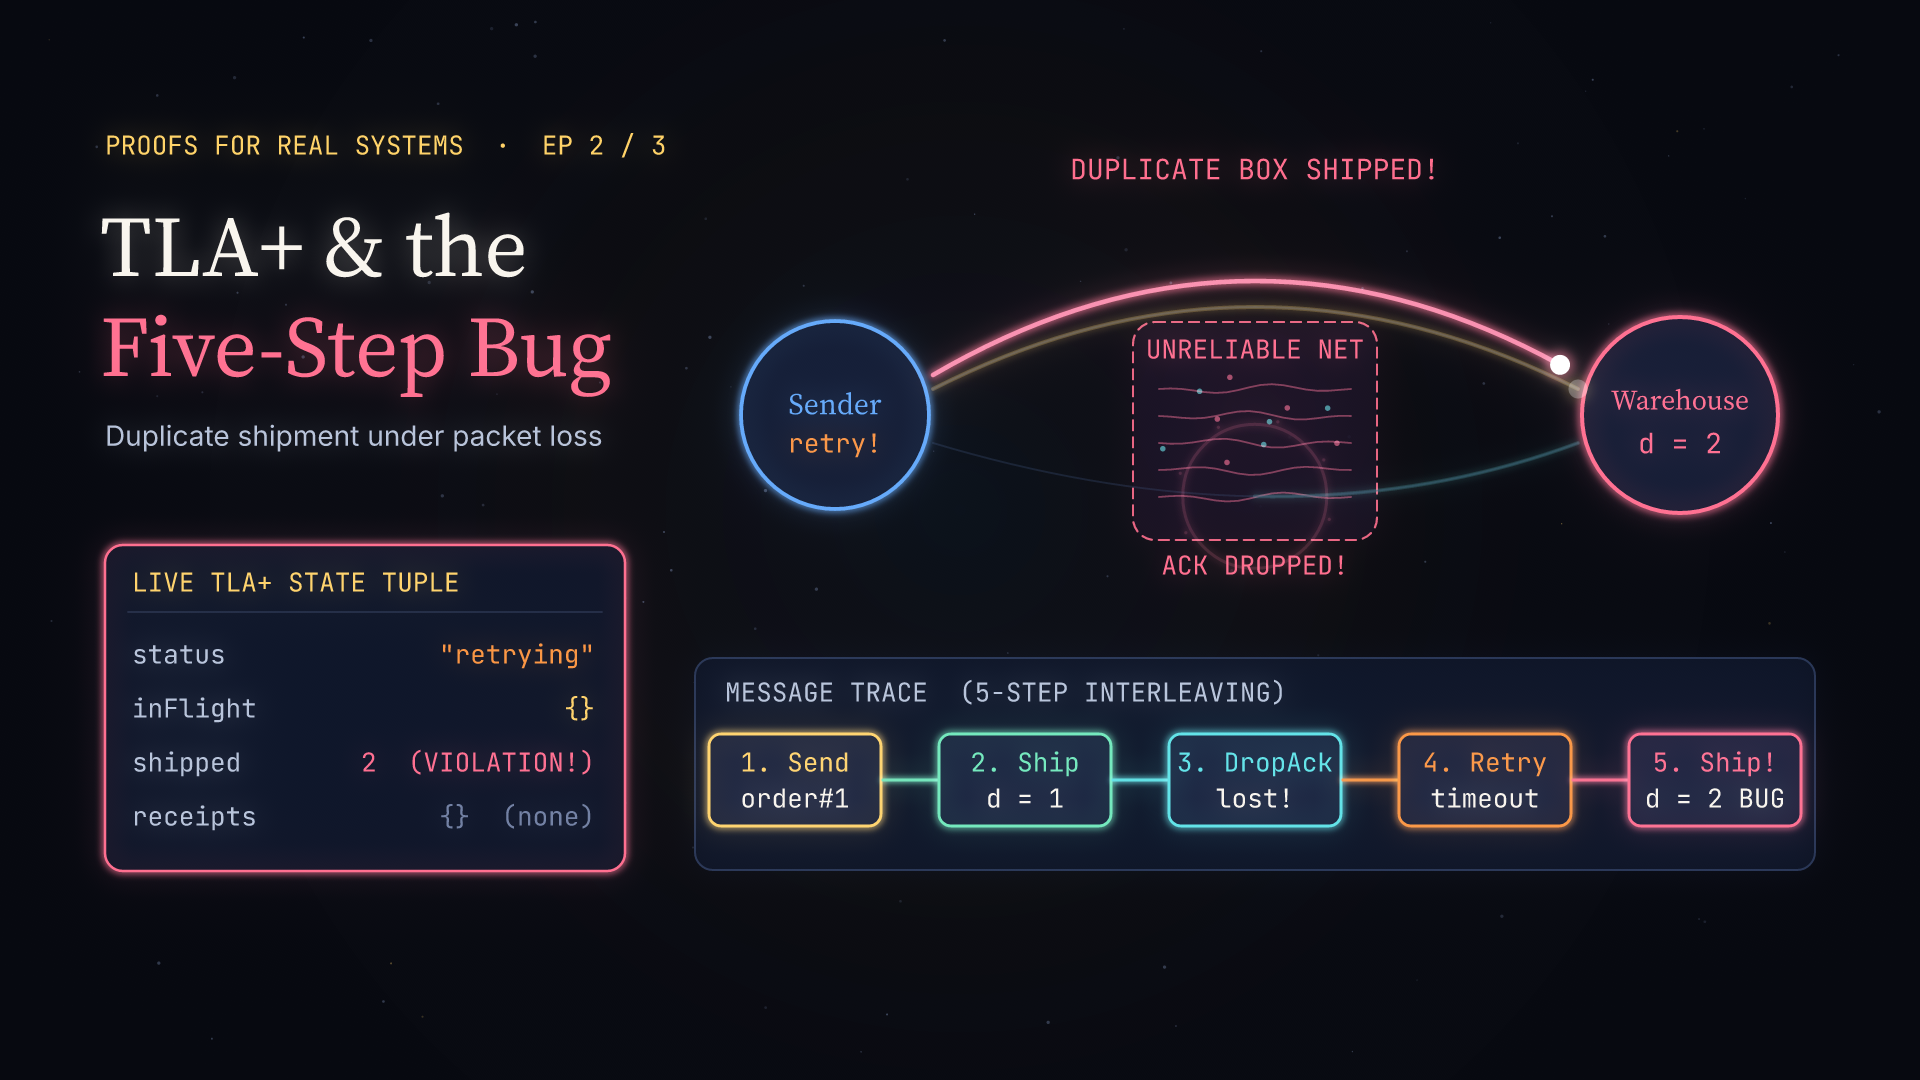 PROOFS FOR REAL SYSTEMS · EP 2 / 3
TLA+ & the
Five-Step Bug
Duplicate shipment under packet loss
LIVE TLA+ STATE TUPLE
status "retrying"
inFlight {}
shipped 2 (VIOLATION!)
receipts {} (none)
DUPLICATE BOX SHIPPED!
Sender
retry!
UNRELIABLE NET
ACK DROPPED!
Warehouse
d = 2
MESSAGE TRACE (5-STEP INTERLEAVING)
1. Send
order#1
2. Ship
d = 1
3. DropAck
lost!
4. Retry
timeout
5. Ship!
d = 2 BUG